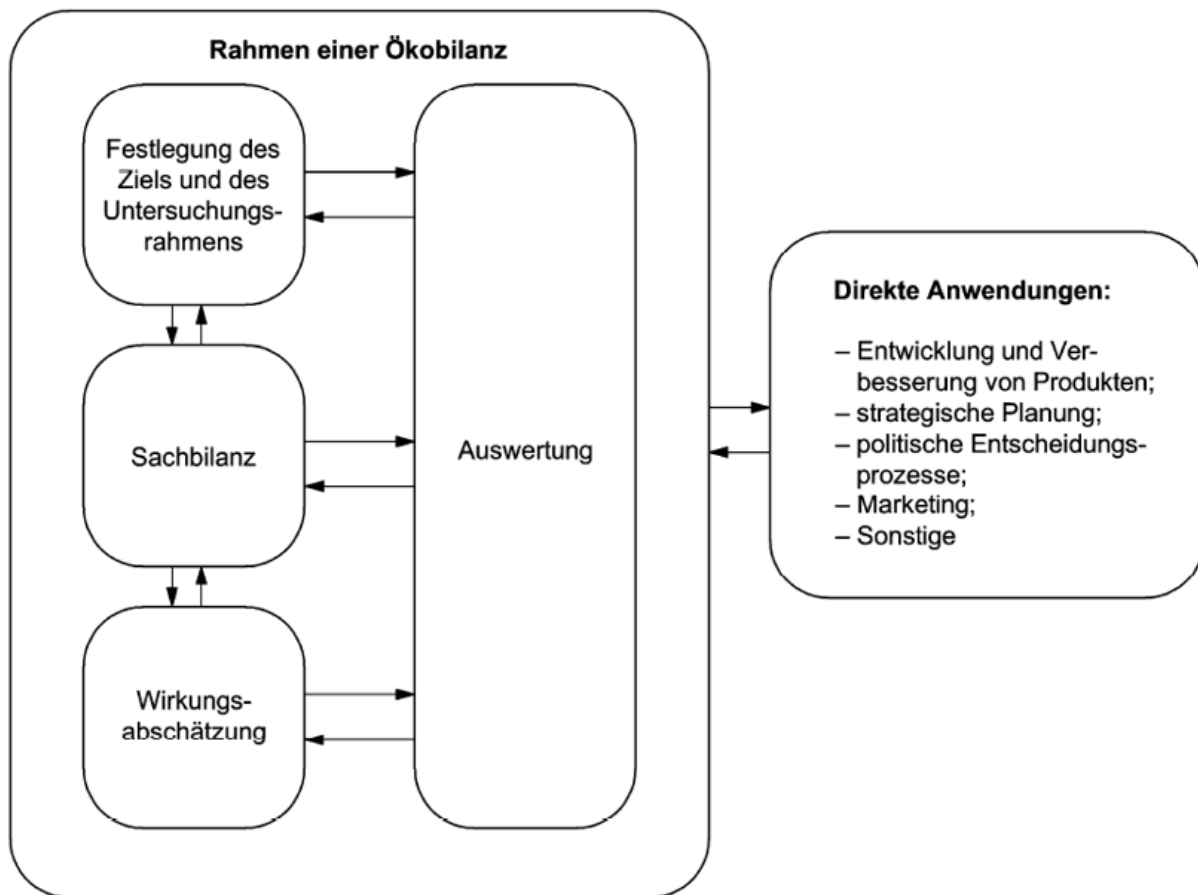 Rahmen einer Ökobilanz
Festlegung des
Ziels und des
Untersuchungs-
rahmens
Sachbilanz
Wirkungs-
abschätzung
Auswertung
Direkte Anwendungen:
– Entwicklung und Ver-
besserung von Produkten;
– strategische Planung;
– politische Entscheidungs-
prozesse;
– Marketing;
– Sonstige